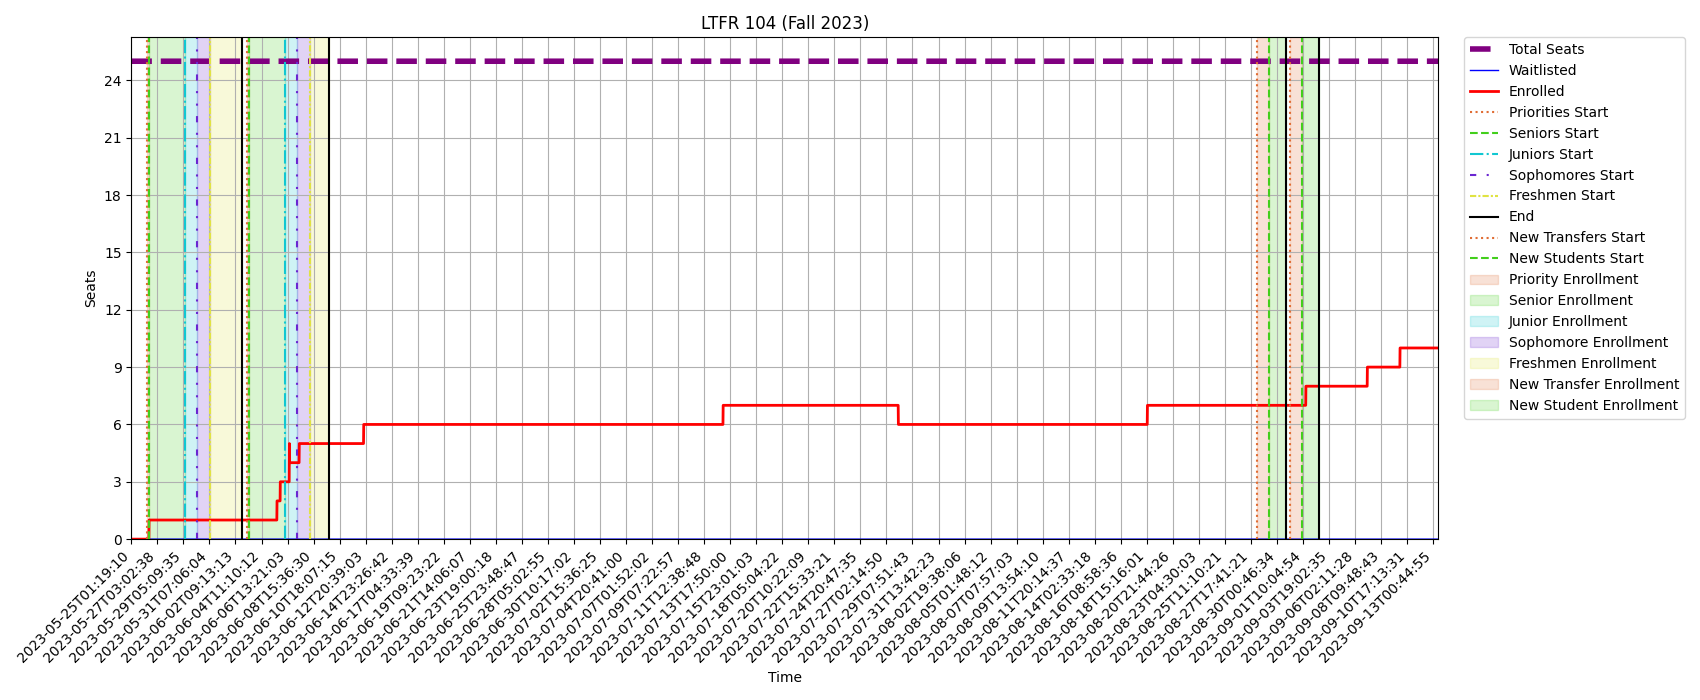 LTFR 104 (Fall 2023)
Seats
24
21
18
15
12
9
6
3
0
2023-05-25T01:19:10
2023-05-27T03:02:38
2023-05-29T05:09:35
2023-05-31T07:06:04
2023-06-02T09:13:13
2023-06-04T11:10:12
2023-06-06T13:21:03
2023-06-08T15:36:30
2023-06-10T18:07:15
2023-06-12T20:39:03
2023-06-14T23:26:42
2023-06-17T04:33:39
2023-06-19T09:23:22
2023-06-21T14:06:07
2023-06-23T19:00:18
2023-06-25T23:48:47
2023-06-28T05:02:55
2023-06-30T10:17:02
2023-07-02T15:36:25
2023-07-04T20:41:00
2023-07-07T01:52:02
2023-07-09T07:22:57
2023-07-11T12:38:48
2023-07-13T17:50:00
2023-07-15T23:01:03
2023-07-18T05:04:22
2023-07-20T10:22:09
2023-07-22T15:33:21
2023-07-24T20:47:35
2023-07-27T02:14:50
2023-07-29T07:51:43
2023-07-31T13:42:23
2023-08-02T19:38:06
2023-08-05T01:48:12
2023-08-07T07:57:03
2023-08-09T13:54:10
2023-08-11T20:14:37
2023-08-14T02:33:18
2023-08-16T08:58:36
2023-08-18T15:16:01
2023-08-20T21:44:26
2023-08-23T04:30:03
2023-08-25T11:10:21
2023-08-27T17:41:21
2023-08-30T00:46:34
2023-09-01T10:04:54
2023-09-03T19:02:35
2023-09-06T02:11:28
2023-09-08T09:48:43
2023-09-10T17:13:31
2023-09-13T00:44:55
Time
Total Seats
Waitlisted
Enrolled
Priorities Start
Seniors Start
Juniors Start
Sophomores Start
Freshmen Start
End
New Transfers Start
New Students Start
Priority Enrollment
Senior Enrollment
Junior Enrollment
Sophomore Enrollment
Freshmen Enrollment
New Transfer Enrollment
New Student Enrollment